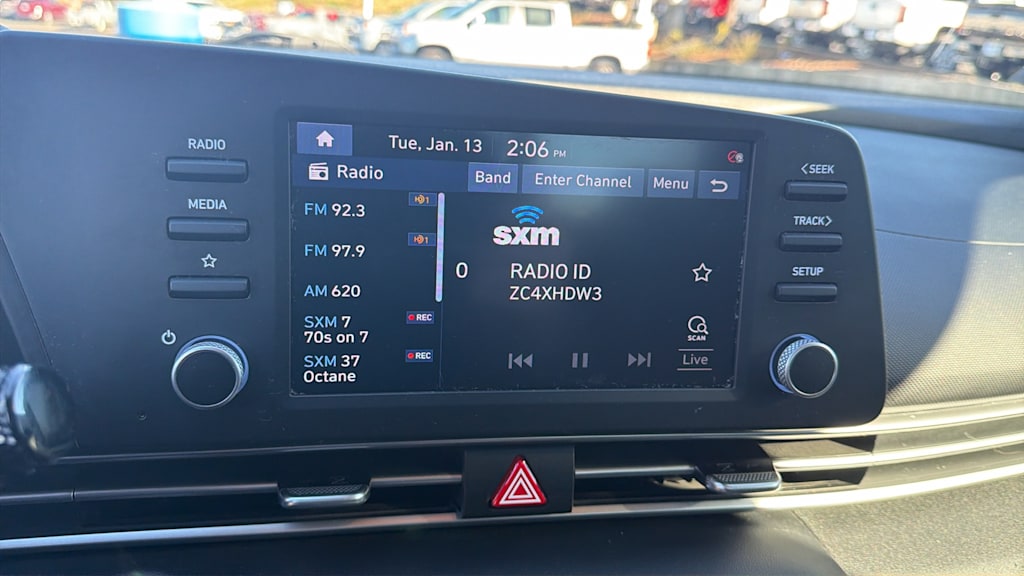 RADIO
MEDIA
Tue, Jan. 13 2:06 PM
Radio
Band
Enter Channel
Menu
FM 92.3
FM 97.9
AM 620
SXM 7
REC
70s on 7
SXM 37
REC
Octane
sxm
0 RADIO ID
ZC4XHDW3
SCAN
Live
<SEEK
TRACK>
SETUP